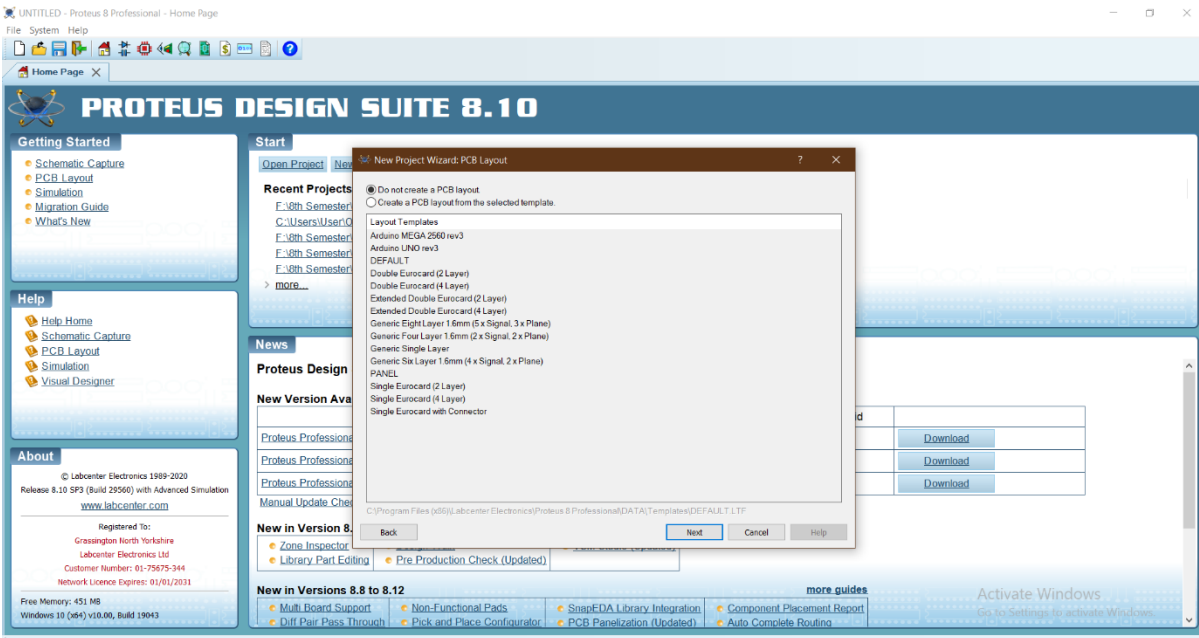 UNTITLED - Proteus 8 Professional - Home Page
File System Help
Home Page
PROTEUS DESIGN SUITE 8.10
Getting Started
Schematic Capture
PCB Layout
Simulation
Migration Guide
What's New
Help
Help Home
Schematic Capture
PCB Layout
Simulation
Visual Designer
About
© Labcenter Electronics 1989-2020
Release 8.10 SP3 (Build 29560) with Advanced Simulation
www.labcenter.com
Registered To:
Grassington North Yorkshire
Labcenter Electronics Ltd
Customer Number: 01-75675-344
Network Licence Expires: 01/01/2031
Free Memory: 451 MB
Windows 10 (x64) v10.00, Build 19043
Start
Open Project New
Recent Projects
F:\8th Semester\
C:\Users\User\O
F:\8th Semester\
F:\8th Semester\
F:\8th Semester\
more...
New Project Wizard: PCB Layout
Do not create a PCB layout.
Create a PCB layout from the selected template.
Layout Templates
Arduino MEGA 2560 rev3
Arduino UNO rev3
DEFAULT
Double Eurocard (2 Layer)
Double Eurocard (4 Layer)
Extended Double Eurocard (2 Layer)
Extended Double Eurocard (4 Layer)
Generic Eight Layer 1.6mm (5 x Signal, 3 x Plane)
Generic Four Layer 1.6mm (2 x Signal, 2 x Plane)
Generic Single Layer
Generic Six Layer 1.6mm (4 x Signal, 2 x Plane)
PANEL
Single Eurocard (2 Layer)
Single Eurocard (4 Layer)
Single Eurocard with Connector
C:\Program Files (x86)\Labcenter Electronics\Proteus 8 Professional\DATA\Templates\DEFAULT.LTF
Back Next Cancel Help
News
Proteus Design
New Version Ava
id
Proteus Professiona Download
Proteus Professiona Download
Proteus Professiona Download
Manual Update Chec
New in Version 8.
Zone Inspector
Library Part Editing Pre Production Check (Updated)
New in Versions 8.8 to 8.12 more guides
Multi Board Support Non-Functional Pads SnapEDA Library Integration Component Placement Report
Diff Pair Pass Through Pick and Place Configurator PCB Panelization (Updated) Auto Complete Routing
Activate Windows
Go to Settings to activate Windows.